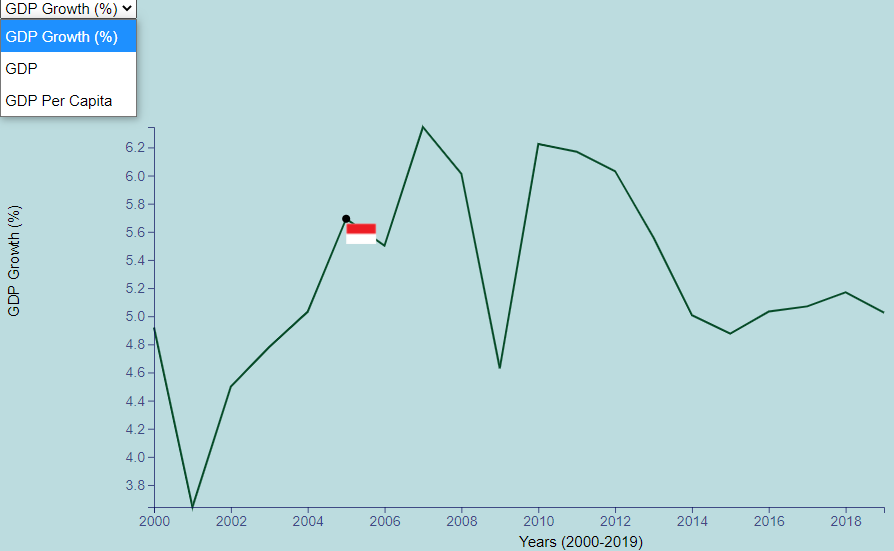 GDP Growth (%)
GDP Growth (%)
GDP
GDP Per Capita
GDP Growth (%)
6.2
6.0
5.8
5.6
5.4
5.2
5.0
4.8
4.6
4.4
4.2
4.0
3.8
2000 2002 2004 2006 2008 2010 2012 2014 2016 2018
Years (2000-2019)